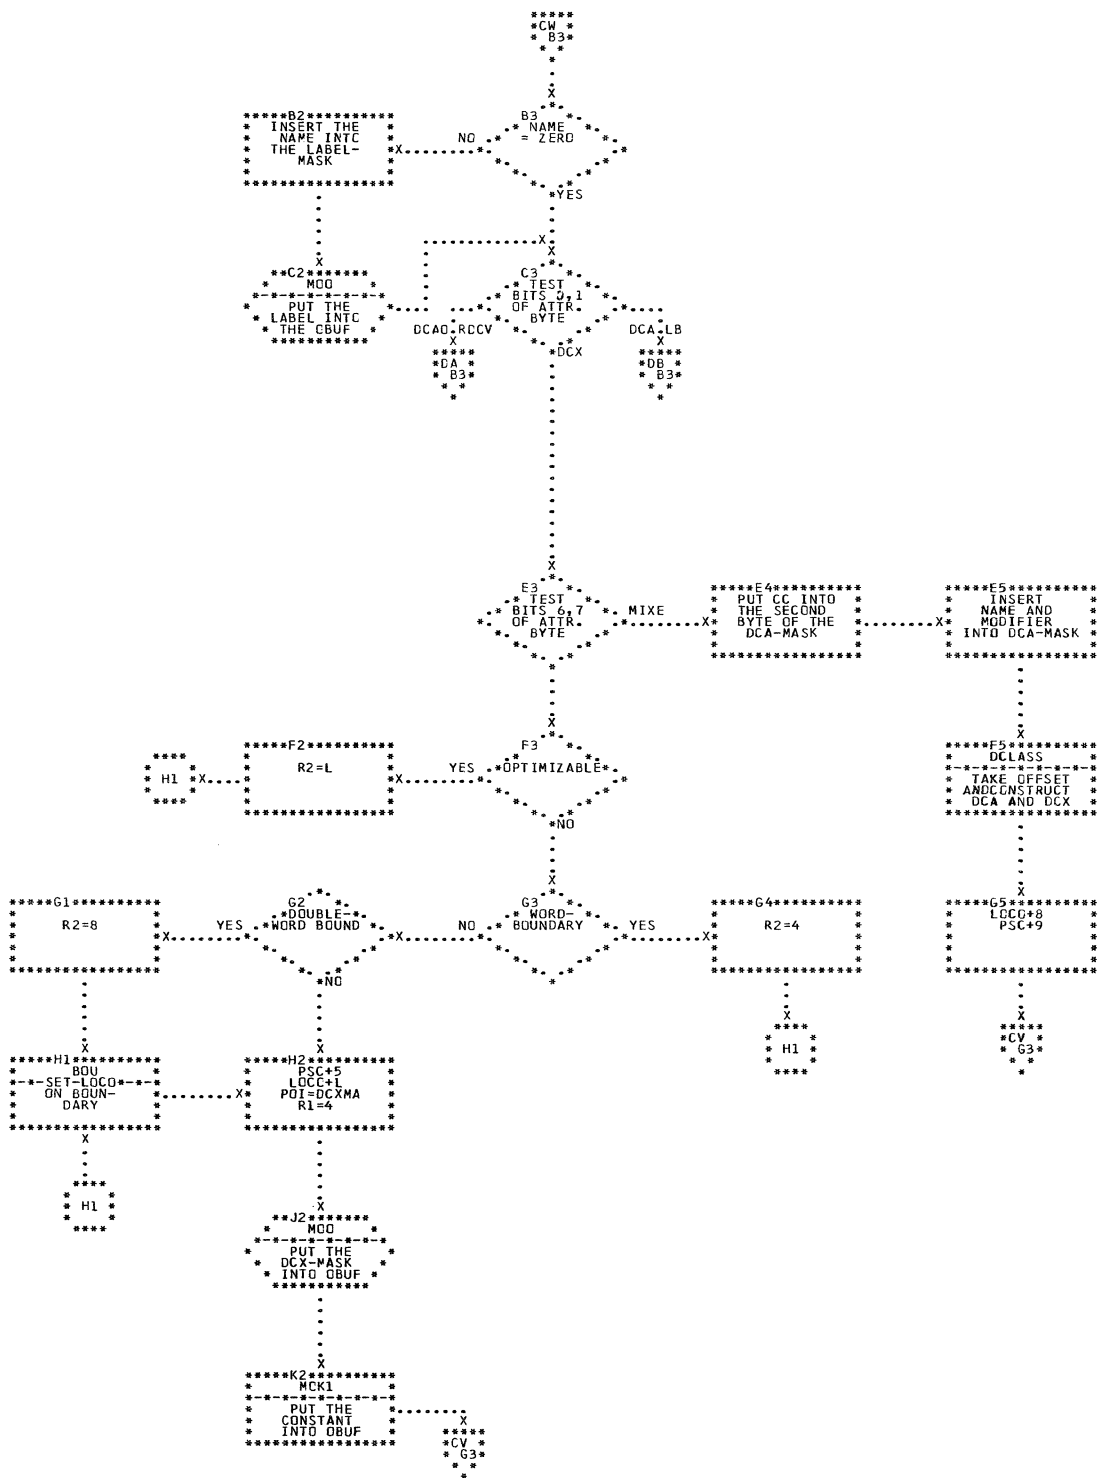 CW
B3
B3
NAME
= ZERO
NO
YES
B2
INSERT THE
NAME INTC
THE LABEL-
MASK
C2
MOO
PUT THE
LABEL INTC
THE CBUF
C3
TEST
BITS 0,1
OF ATTR.
BYTE
DCAO.RDCV
DCA.LB
DCX
DA
B3
DB
B3
E3
TEST
BITS 6,7
OF ATTR.
BYTE
MIXE
E4
PUT CC INTO
THE SECOND
BYTE OF THE
DCA-MASK
E5
INSERT
NAME AND
MODIFIER
INTO DCA-MASK
H1
F2
R2=L
YES
F3
OPTIMIZABLE
NO
F5
DCLASS
TAKE OFFSET
ANDCONSTRUCT
DCA AND DCX
G1
R2=8
YES
G2
DOUBLE-
WORD BOUND
NO
NO
G3
WORD-
BOUNDARY
YES
G4
R2=4
G5
LOCO+8
PSC+9
H1
CV
G3
H1
BOU
SET-LOCO
ON BOUN-
DARY
H2
PSC+5
LOCC+L
POI=DCXMA
R1=4
H1
J2
MOO
PUT THE
DCX-MASK
INTO OBUF
K2
MCK1
PUT THE
CONSTANT
INTO OBUF
CV
G3